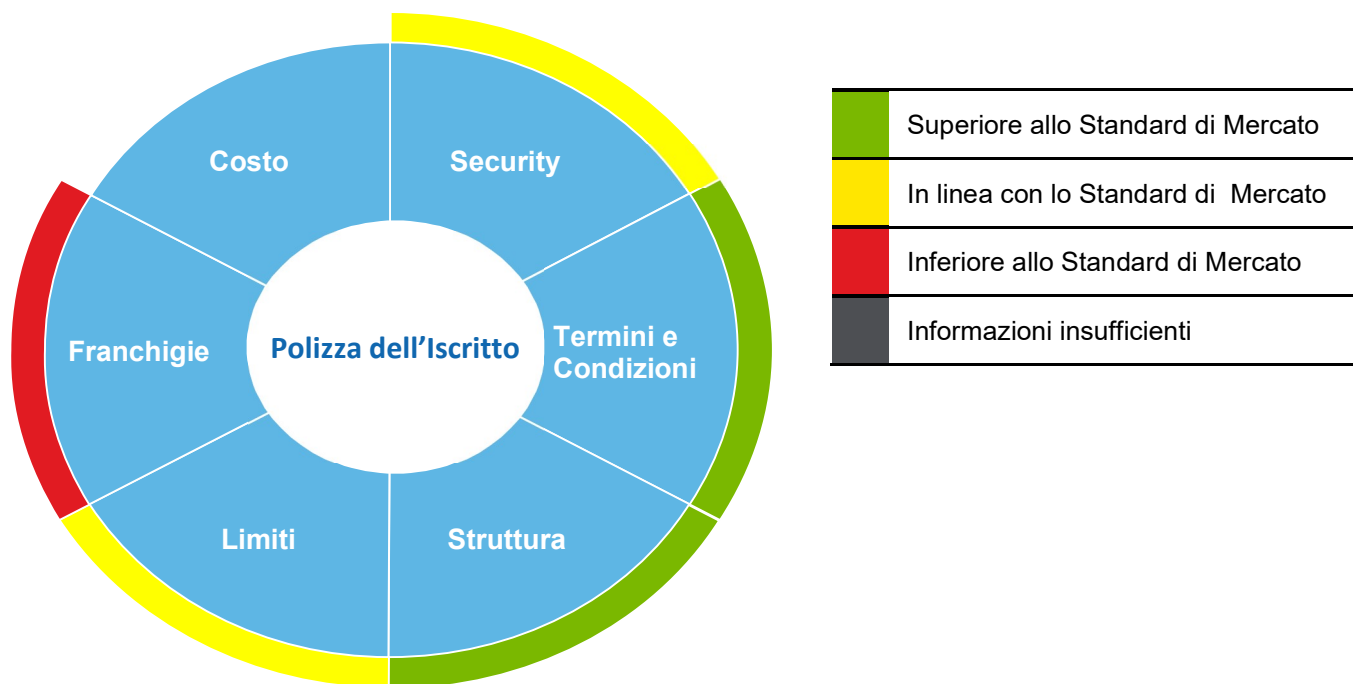 Costo
Security
Franchigie
Polizza dell’Iscritto
Termini e
Condizioni
Limiti
Struttura
Superiore allo Standard di Mercato
In linea con lo Standard di  Mercato
Inferiore allo Standard di Mercato
Informazioni insufficienti